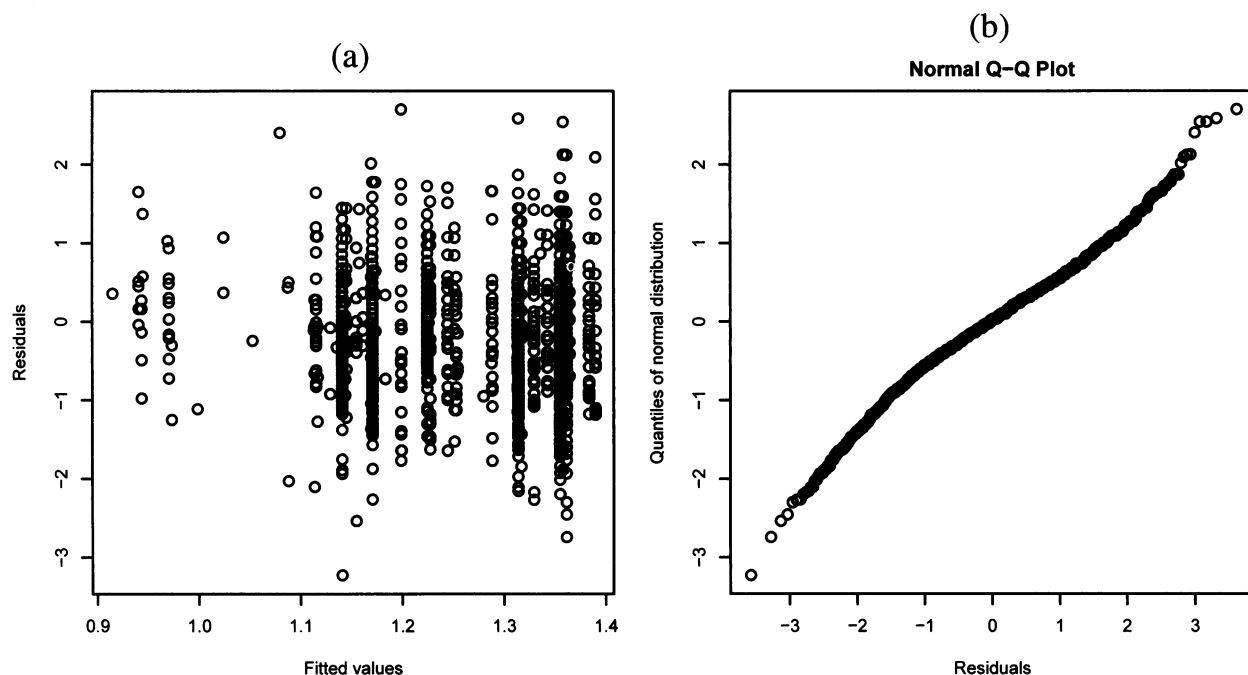 (a)
Residuals
2
1
0
−1
−2
−3
0.9 1.0 1.1 1.2 1.3 1.4
Fitted values
(b)
Normal Q−Q Plot
Quantiles of normal distribution
2
1
0
−1
−2
−3
−3 −2 −1 0 1 2 3
Residuals